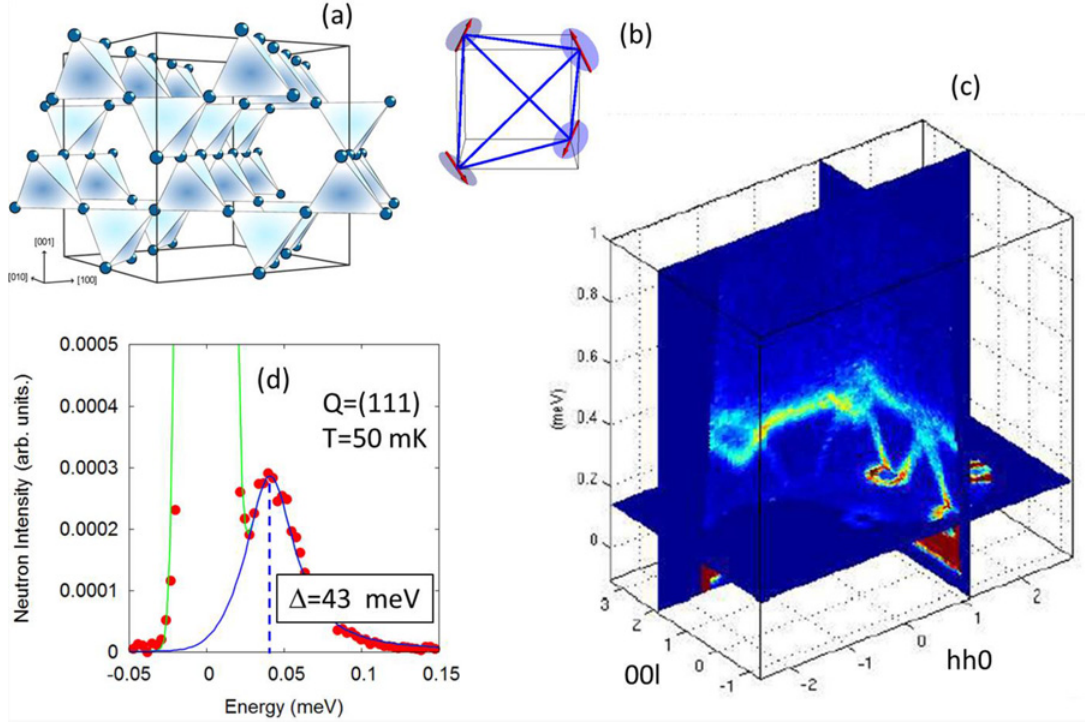 (a)
[001]
[010]
[100]
(b)
(c)
1
0.8
0.6
0.4
0.2
0
(meV)
3
2
1
0
-1
00l
-2
-1
0
1
2
hh0
(d)
Q=(111)
T=50 mK
Δ=43 meV
0.0005
0.0004
0.0003
0.0002
0.0001
0
Neutron Intensity (arb. units.)
-0.05
0
0.05
0.10
0.15
Energy (meV)